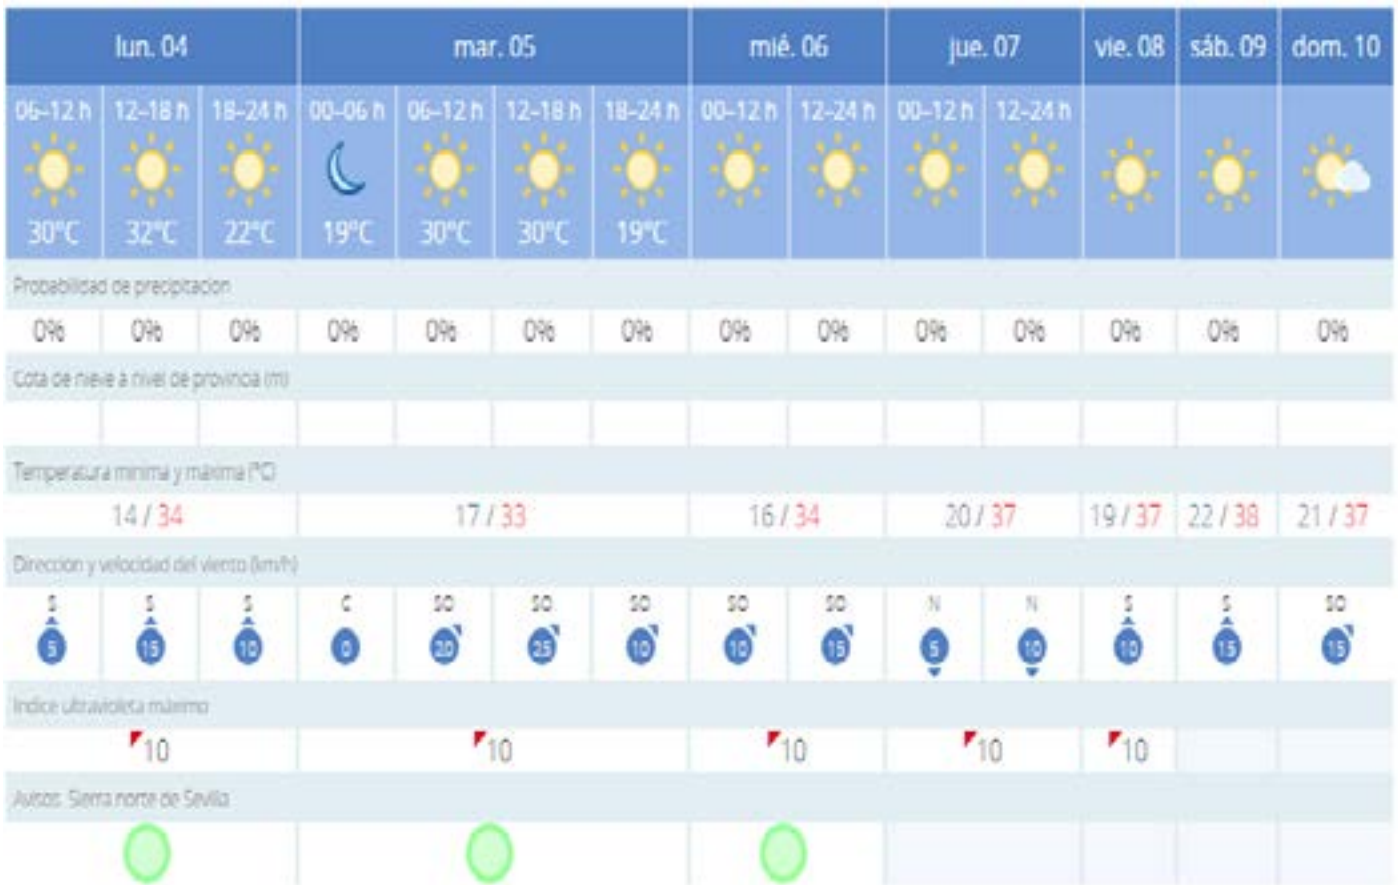 lun. 04 mar. 05 mié. 06 jue. 07 vie. 08 sáb. 09 dom. 10
06–12 h 12–18 h 18–24 h 00–06 h 06–12 h 12–18 h 18–24 h 00–12 h 12–24 h 00–12 h 12–24 h
30°C 32°C 22°C 19°C 30°C 30°C 19°C
Probabilidad de precipitacion
0% 0% 0% 0% 0% 0% 0% 0% 0% 0% 0% 0% 0% 0%
Cota de nieve a nivel de provincia (m)
Temperatura mínima y máxima (°C)
14 / 34 17 / 33 16 / 34 20 / 37 19 / 37 22 / 38 21 / 37
Dirección y velocidad del viento (km/h)
S S S C SO SO SO SO SO N N S S SO
5 15 10 0 20 25 10 10 15 5 10 10 15 15
Indice ultravioleta máximo
10 10 10 10 10
Avisos. Sierra norte de Sevilla